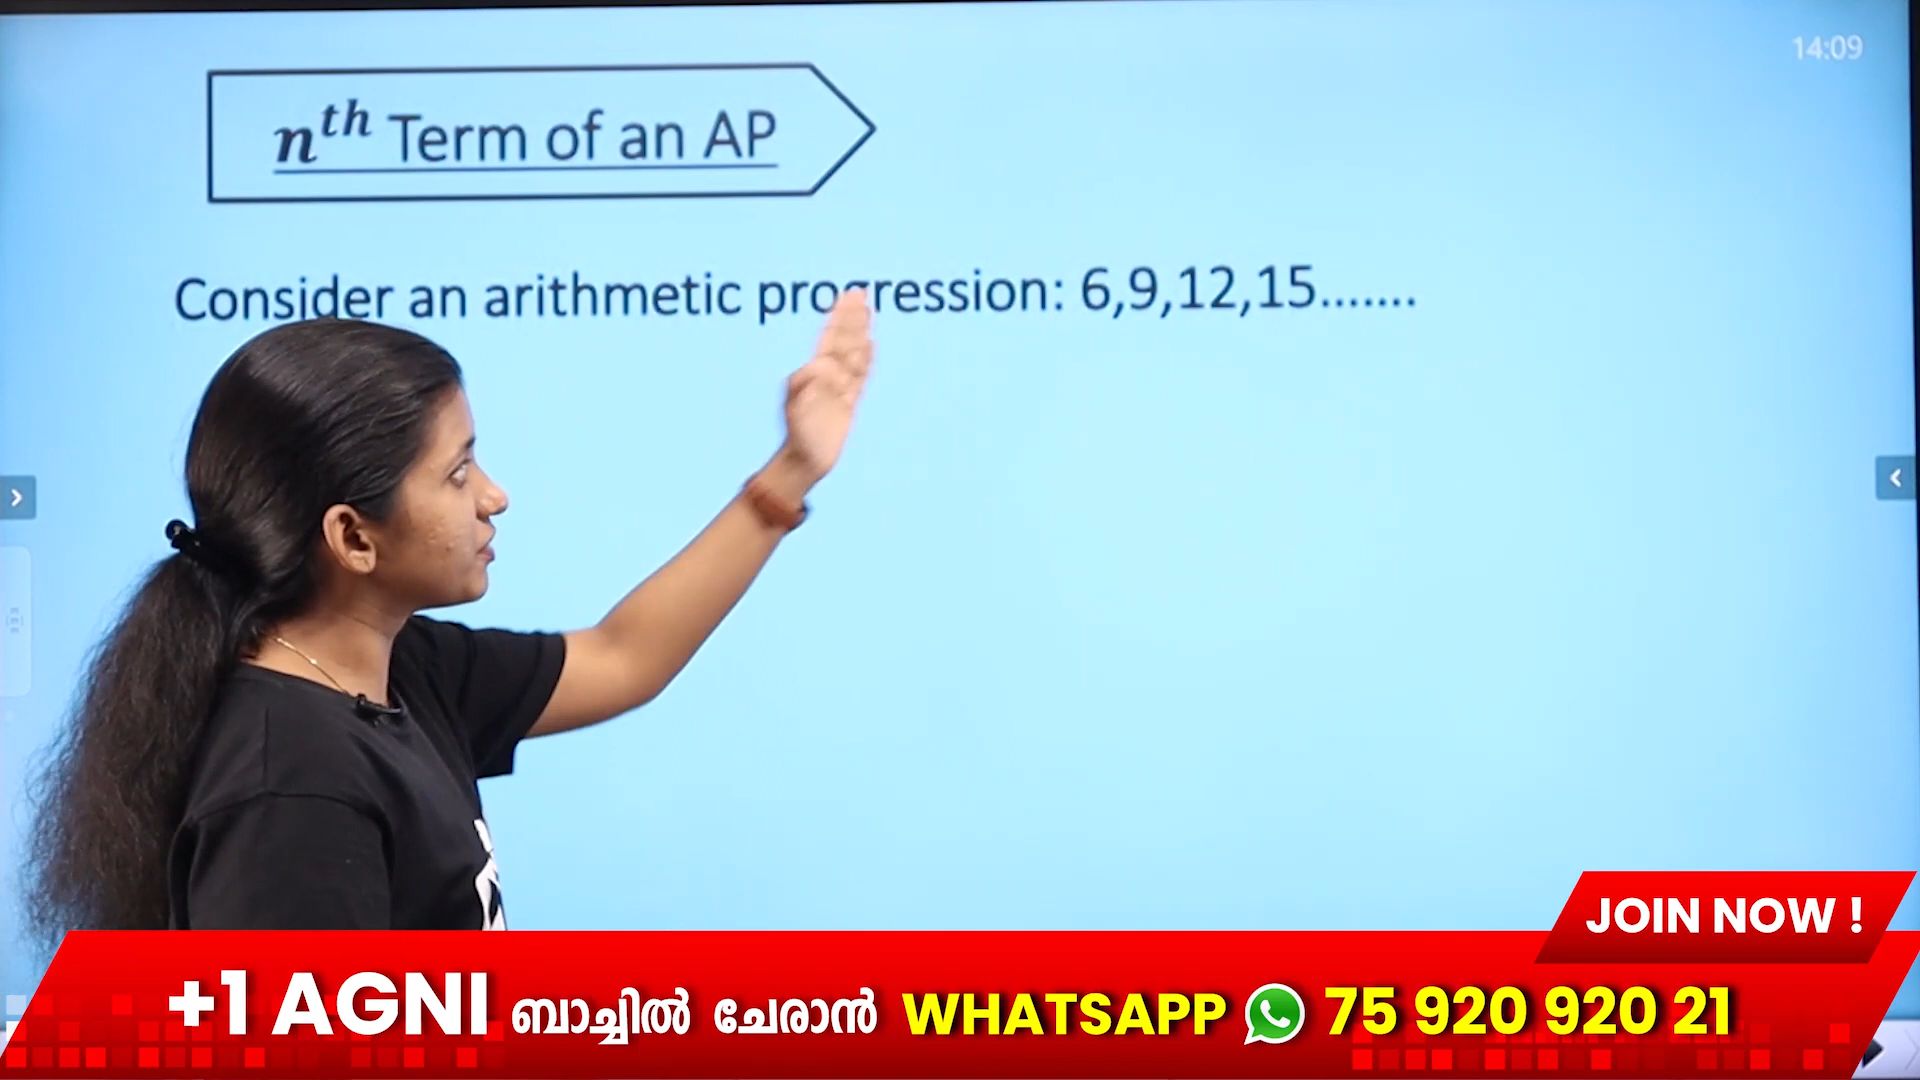 14:09
nth Term of an AP
Consider an arithmetic progression: 6,9,12,15.......
JOIN NOW !
+1 AGNI ബാച്ചിൽ ചേരാൻ WHATSAPP 75 920 920 21